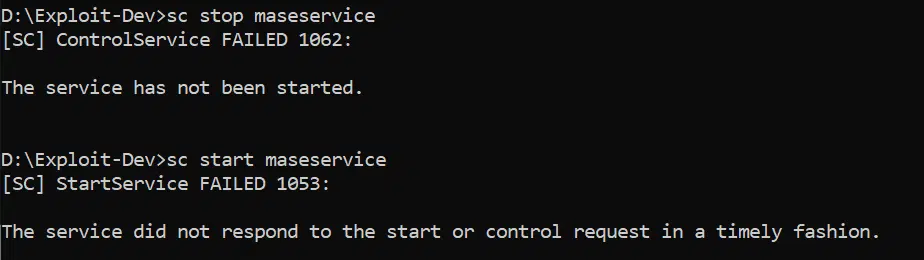 D:\Exploit-Dev>sc stop maseservice
[SC] ControlService FAILED 1062:
The service has not been started.
D:\Exploit-Dev>sc start maseservice
[SC] StartService FAILED 1053:
The service did not respond to the start or control request in a timely fashion.